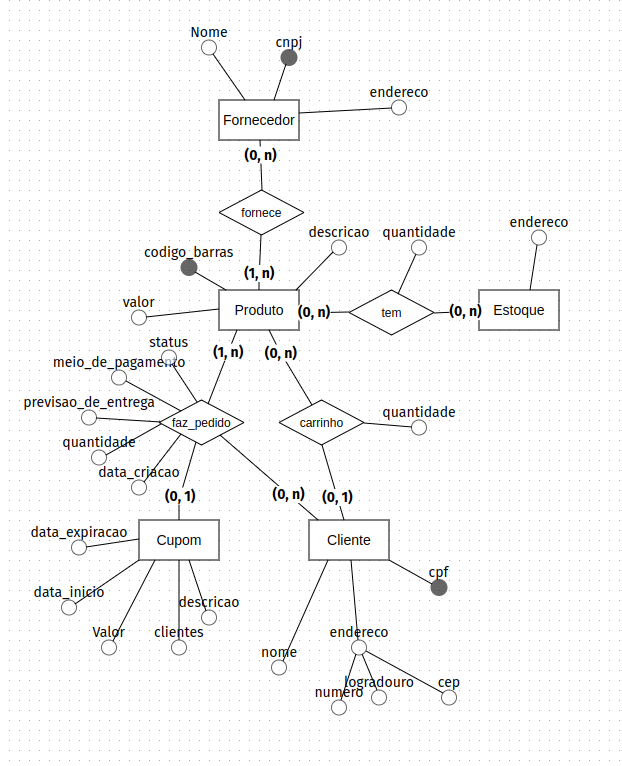 Nome
cnpj
endereco
Fornecedor
(0, n)
fornece
(1, n)
codigo_barras
descricao
quantidade
endereco
valor
Produto
(0, n)
tem
(0, n)
Estoque
status
(1, n)
(0, n)
meio_de_pagamento
previsao_de_entrega
faz_pedido
carrinho
quantidade
quantidade
data_criacao
(0, 1)
(0, n)
(0, 1)
data_expiracao
Cupom
Cliente
data_inicio
descricao
cpf
Valor
clientes
endereco
nome
numero
logradouro
cep